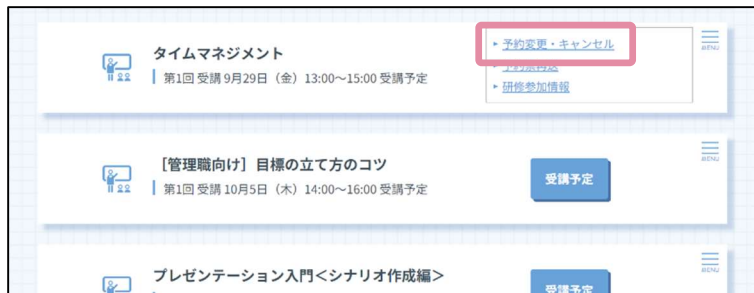 タイムマネジメント
第1回 受講 9月29日（金）13:00～15:00 受講予定
▸ 予約変更・キャンセル
▸ 研修参加情報
MENU
［管理職向け］目標の立て方のコツ
第1回 受講 10月5日（木）14:00～16:00 受講予定
受講予定
MENU
プレゼンテーション入門＜シナリオ作成編＞
受講予定
MENU